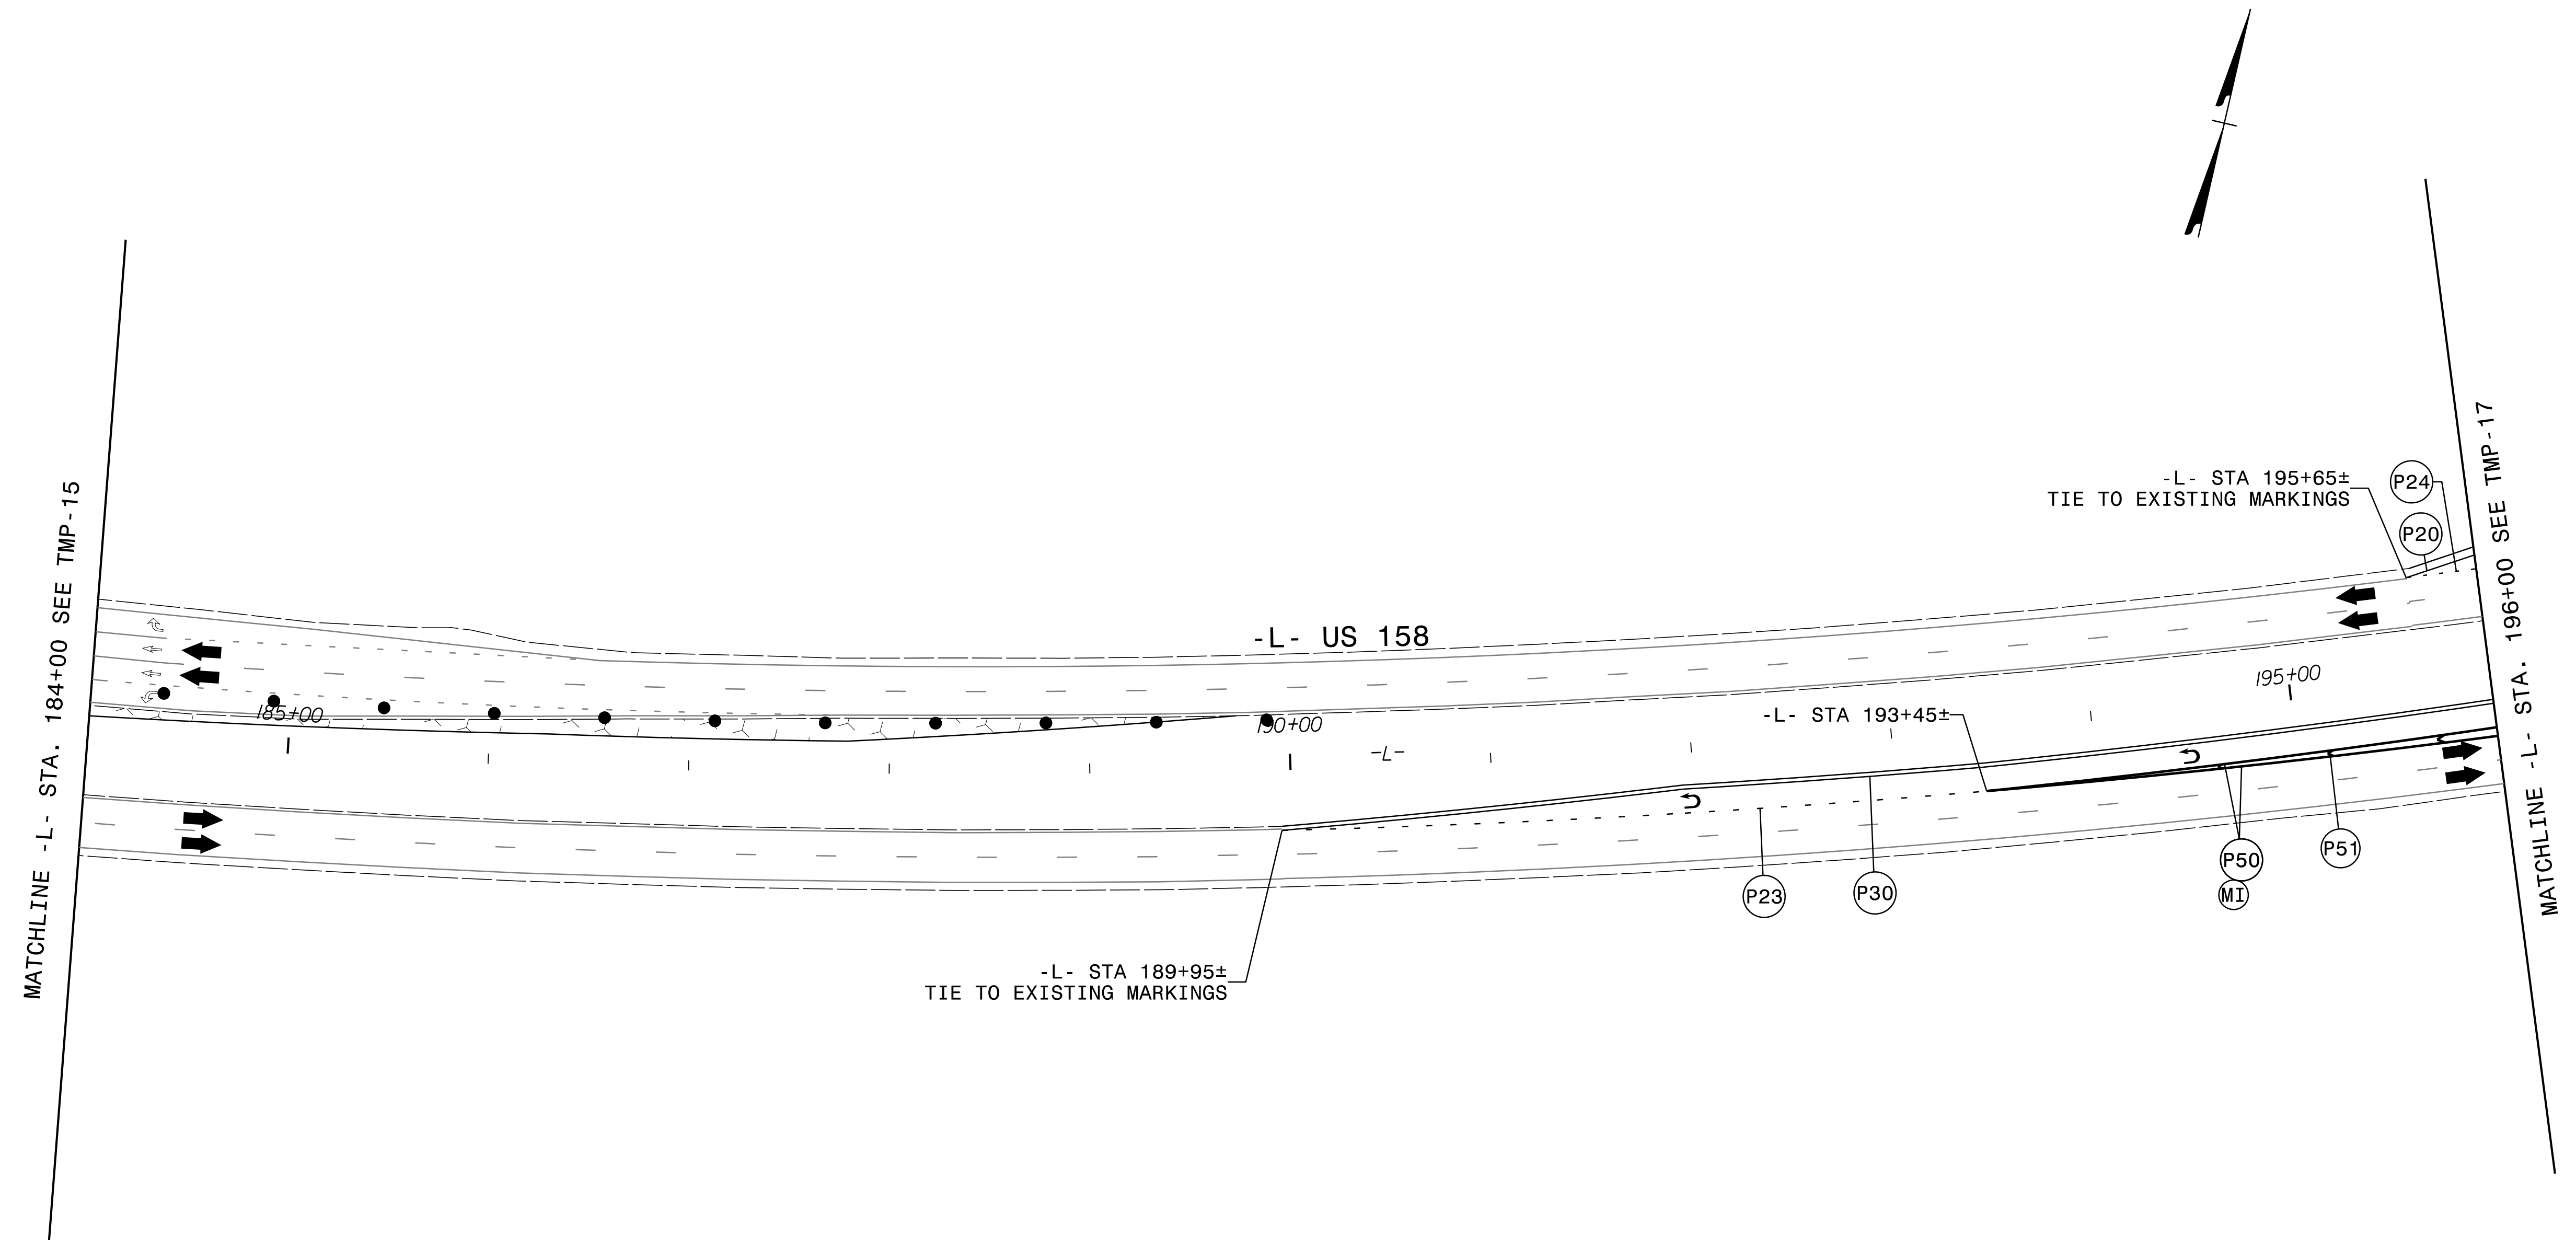 MATCHLINE -L- STA. 184+00 SEE TMP-15
-L- US 158
185+00
190+00
-L-
195+00
-L- STA 195+65±
TIE TO EXISTING MARKINGS
P24
P20
-L- STA 193+45±
-L- STA 189+95±
TIE TO EXISTING MARKINGS
P23
P30
P50
MI
P51
MATCHLINE -L- STA. 196+00 SEE TMP-17